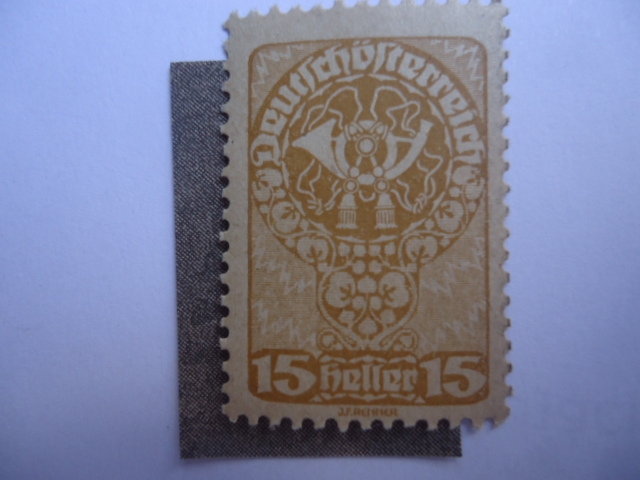 Deutschösterreich
15 heller 15
J.F.RENNER